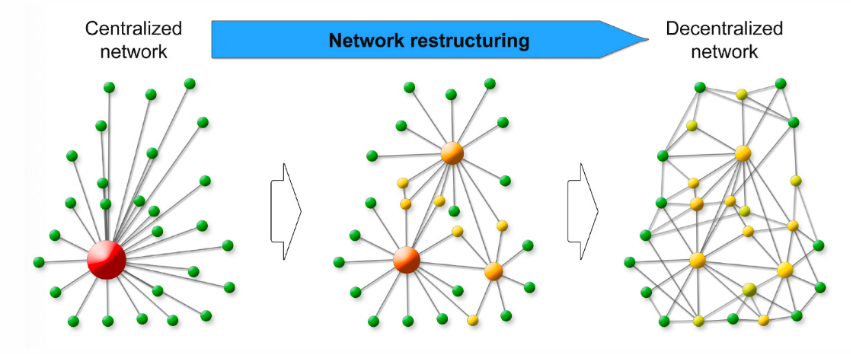 Centralized
network
Network restructuring
Decentralized
network